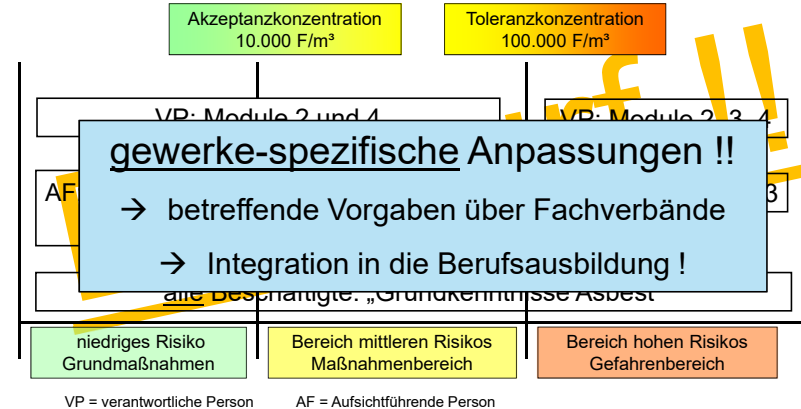 Akzeptanzkonzentration
10.000 F/m³
Toleranzkonzentration
100.000 F/m³
VP: Module 2 und 4
VP: Module 2, 3, 4
gewerke-spezifische Anpassungen !!
AF
3
→ betreffende Vorgaben über Fachverbände
→ Integration in die Berufsausbildung !
alle Beschäftigte: „Grundkenntnisse Asbest"
niedriges Risiko
Grundmaßnahmen
Bereich mittleren Risikos
Maßnahmenbereich
Bereich hohen Risikos
Gefahrenbereich
VP = verantwortliche Person AF = Aufsichtführende Person
!!